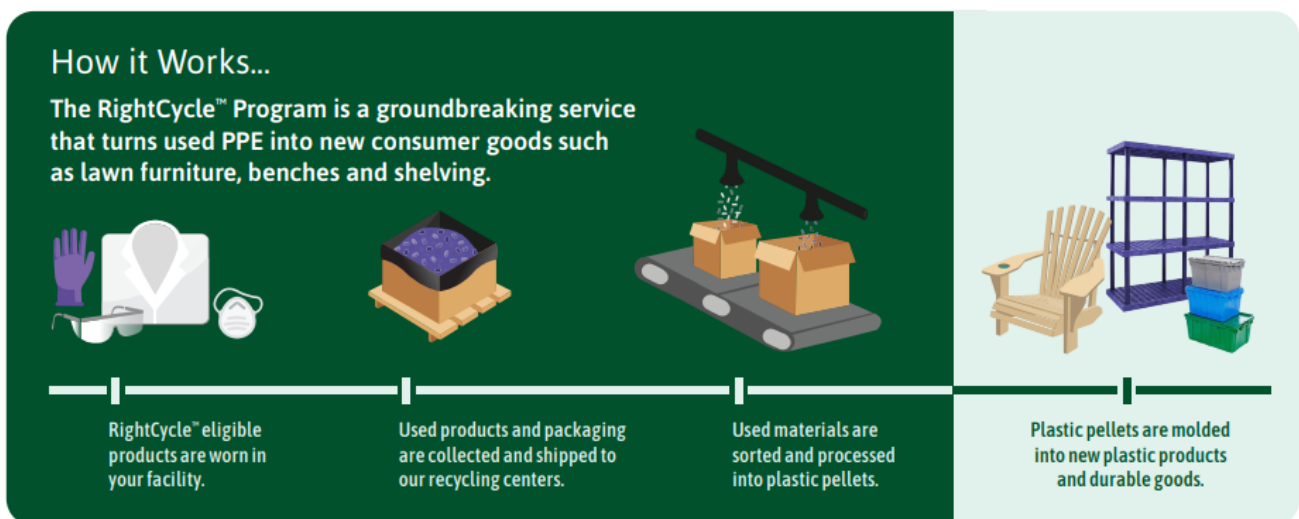 How it Works...
The RightCycle™ Program is a groundbreaking service
that turns used PPE into new consumer goods such
as lawn furniture, benches and shelving.
RightCycle™ eligible
products are worn in
your facility.
Used products and packaging
are collected and shipped to
our recycling centers.
Used materials are
sorted and processed
into plastic pellets.
Plastic pellets are molded
into new plastic products
and durable goods.